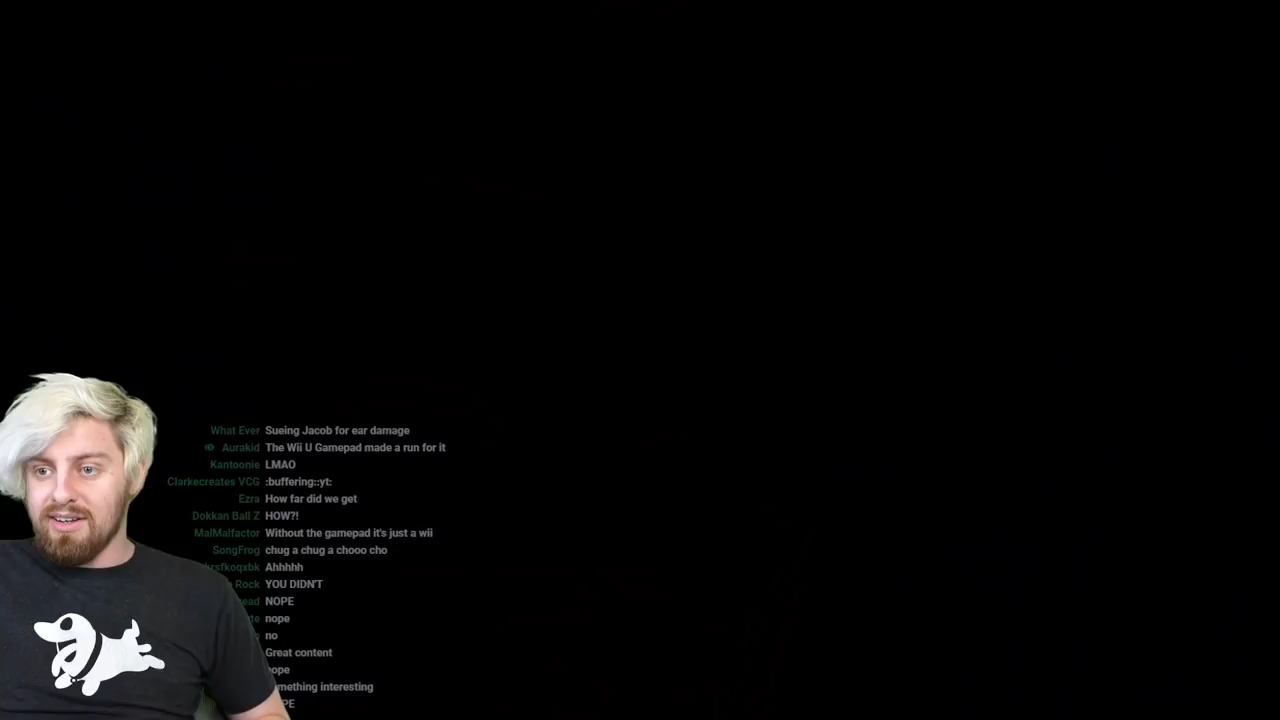 What Ever Sueing Jacob for ear damage
Aurakid The Wii U Gamepad made a run for it
Kantoonie LMAO
Clarkecreates VCG :buffering::yt:
Ezra How far did we get
Dokkan Ball Z HOW?!
MalMalfactor Without the gamepad it's just a wii
SongFrog chug a chug a chooo cho
Ahhhhh
Rock YOU DIDN'T
NOPE
nope
no
Great content
interesting